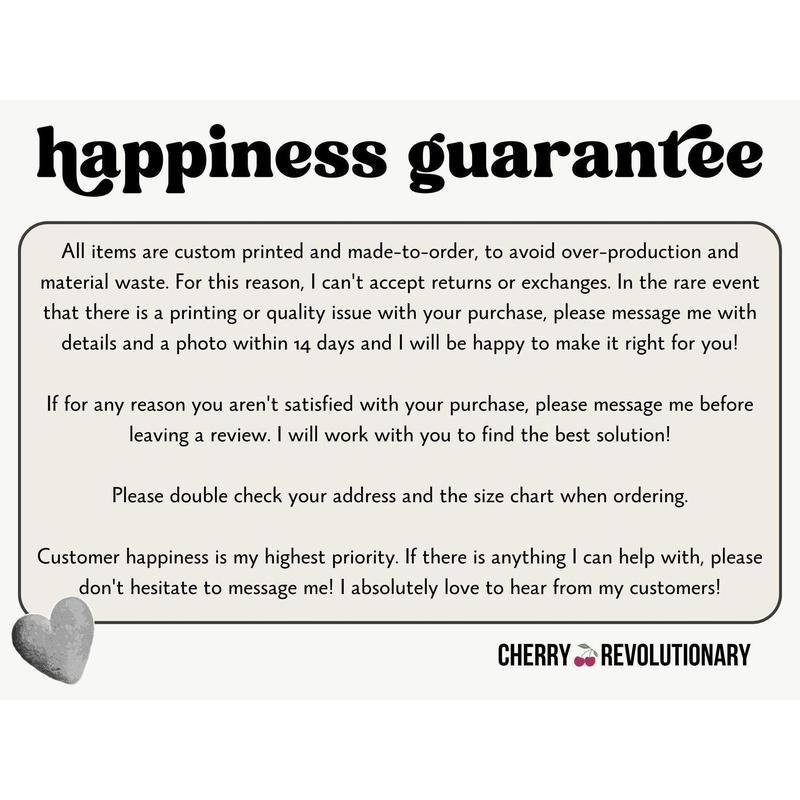 happiness guarantee
All items are custom printed and made-to-order, to avoid over-production and
material waste. For this reason, I can't accept returns or exchanges. In the rare event
that there is a printing or quality issue with your purchase, please message me with
details and a photo within 14 days and I will be happy to make it right for you!
If for any reason you aren't satisfied with your purchase, please message me before
leaving a review. I will work with you to find the best solution!
Please double check your address and the size chart when ordering.
Customer happiness is my highest priority. If there is anything I can help with, please
don't hesitate to message me! I absolutely love to hear from my customers!
CHERRY REVOLUTIONARY